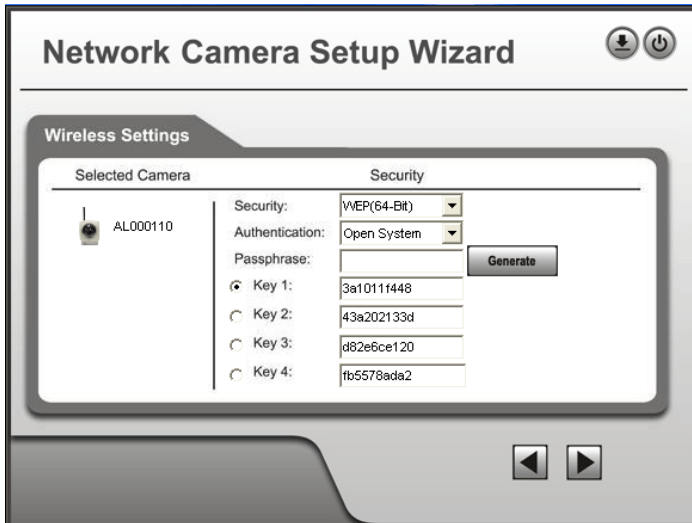 Network Camera Setup Wizard
Wireless Settings
Selected Camera Security
AL000110
Security: WEP(64-Bit)
Authentication: Open System
Passphrase: Generate
Key 1: 3a1011f448
Key 2: 43a202133d
Key 3: d82e6ce120
Key 4: fb5578ada2